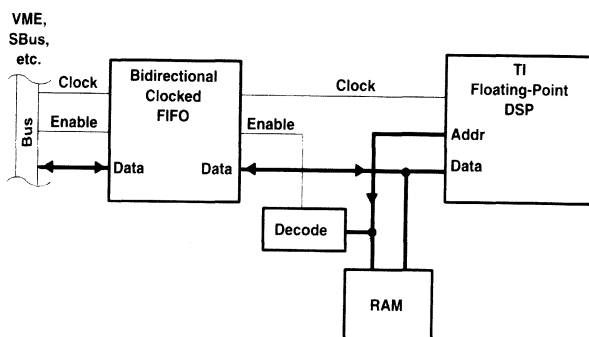 VME,
SBus,
etc.
Bus
Clock
Enable
Bidirectional
Clocked
FIFO
Data
Data
Enable
Clock
TI
Floating-Point
DSP
Addr
Data
Decode
RAM